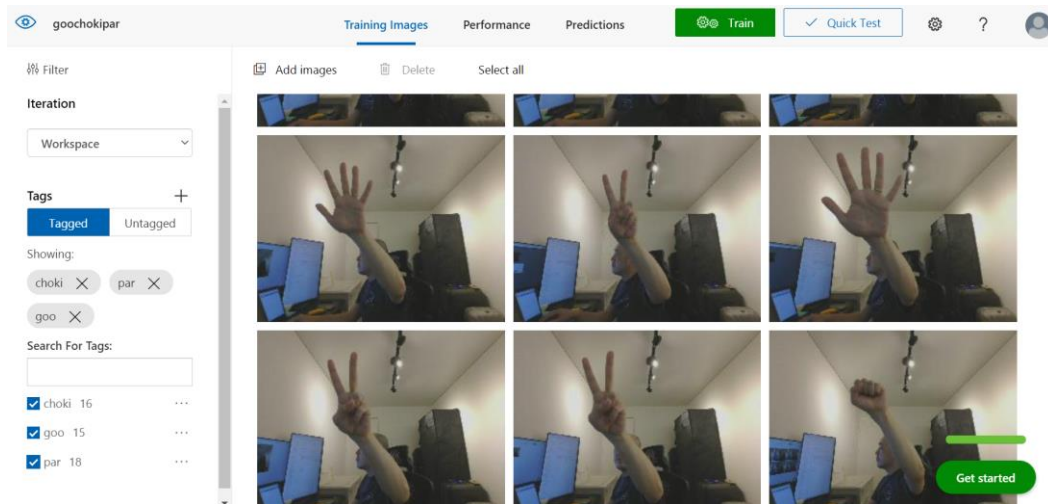 goochokipar
Training Images Performance Predictions Train Quick Test ?
Filter
Add images Delete Select all
Iteration
Workspace
Tags
Tagged Untagged
Showing:
choki par
goo
Search For Tags:
choki 16 ...
goo 15 ...
par 18 ...
Get started